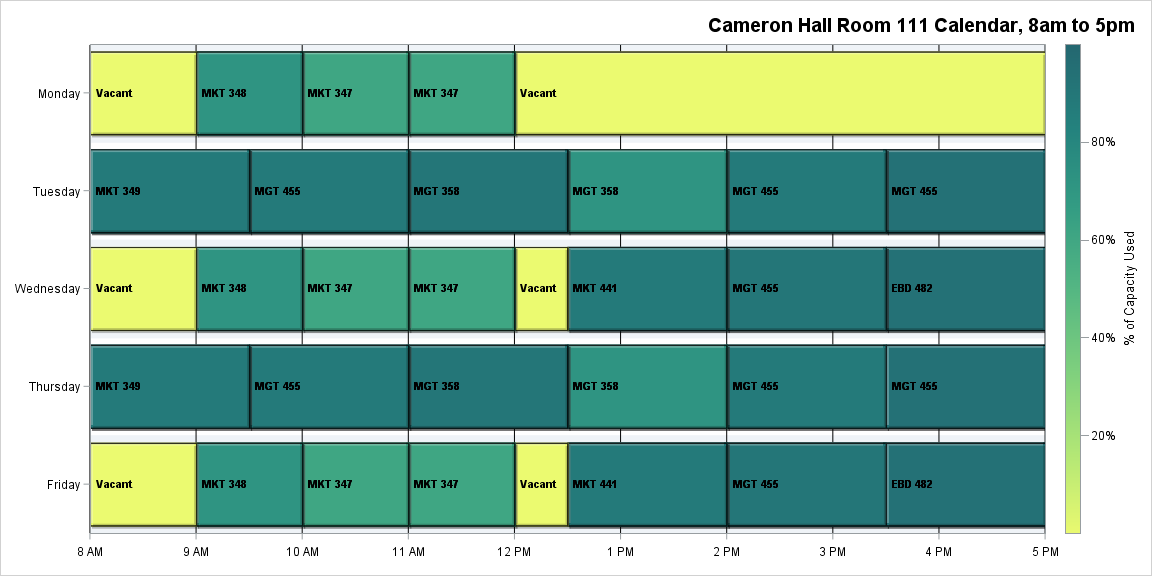 Cameron Hall Room 111 Calendar, 8am to 5pm
Monday
Vacant
MKT 348
MKT 347
MKT 347
Vacant
Tuesday
MKT 349
MGT 455
MGT 358
MGT 358
MGT 455
MGT 455
Wednesday
Vacant
MKT 348
MKT 347
MKT 347
Vacant
MKT 441
MGT 455
EBD 482
Thursday
MKT 349
MGT 455
MGT 358
MGT 358
MGT 455
MGT 455
Friday
Vacant
MKT 348
MKT 347
MKT 347
Vacant
MKT 441
MGT 455
EBD 482
8 AM
9 AM
10 AM
11 AM
12 PM
1 PM
2 PM
3 PM
4 PM
5 PM
80%
60%
40%
20%
% of Capacity Used